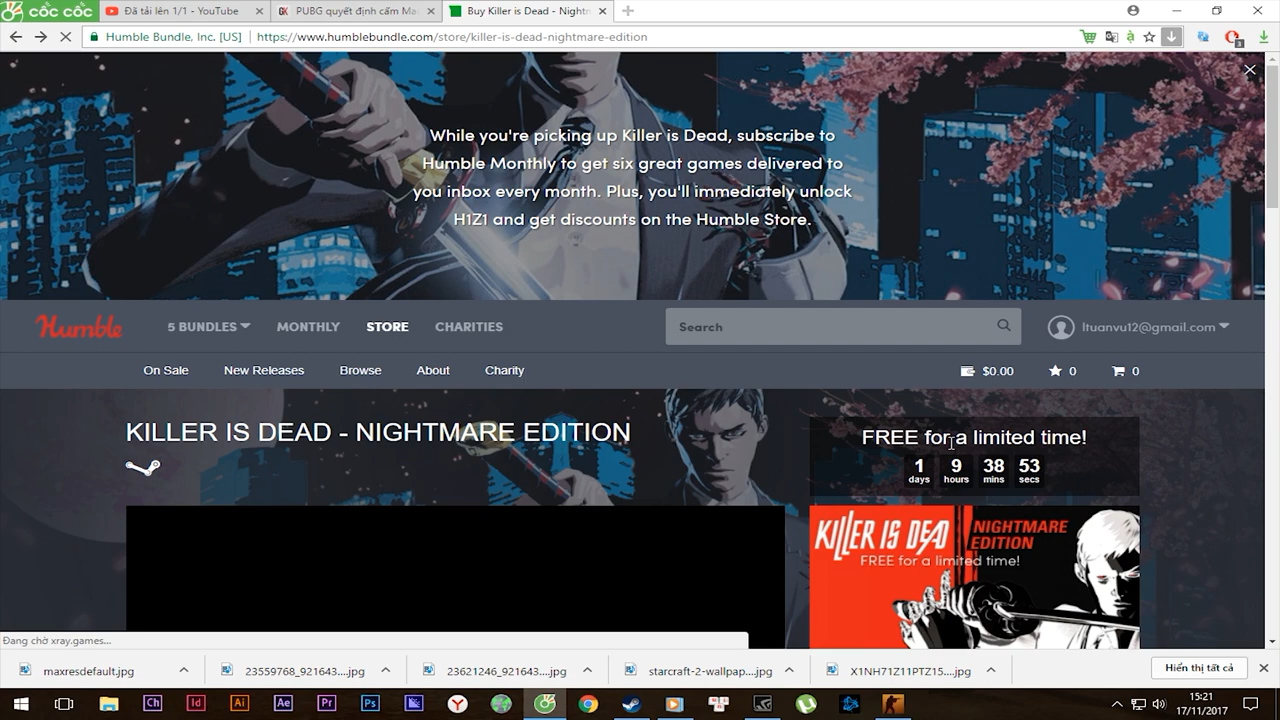 cốc cốc
Đã tải lên 1/1 - YouTube
GK PUBG quyết định cấm Ma
Buy Killer is Dead - Nightm
Humble Bundle, Inc. [US]
https://www.humblebundle.com/store/killer-is-dead-nightmare-edition
While you're picking up Killer is Dead, subscribe to
Humble Monthly to get six great games delivered to
you inbox every month. Plus, you'll immediately unlock
H1Z1 and get discounts on the Humble Store.
Humble
5 BUNDLES
MONTHLY
STORE
CHARITIES
Search
ltuanvu12@gmail.com
On Sale
New Releases
Browse
About
Charity
$0.00
0
0
KILLER IS DEAD - NIGHTMARE EDITION
FREE for a limited time!
1 9 38 53
days hours mins secs
KILLER IS DEAD
NIGHTMARE
EDITION
FREE for a limited time!
Đang chờ xray.games...
maxresdefault.jpg
23559768_921643....jpg
23621246_921643....jpg
starcraft-2-wallpap....jpg
X1NH71Z11PTZ15....jpg
Hiển thị tất cả
Ch
Id
Ai
Ae
Pr
Ps
15:21
17/11/2017